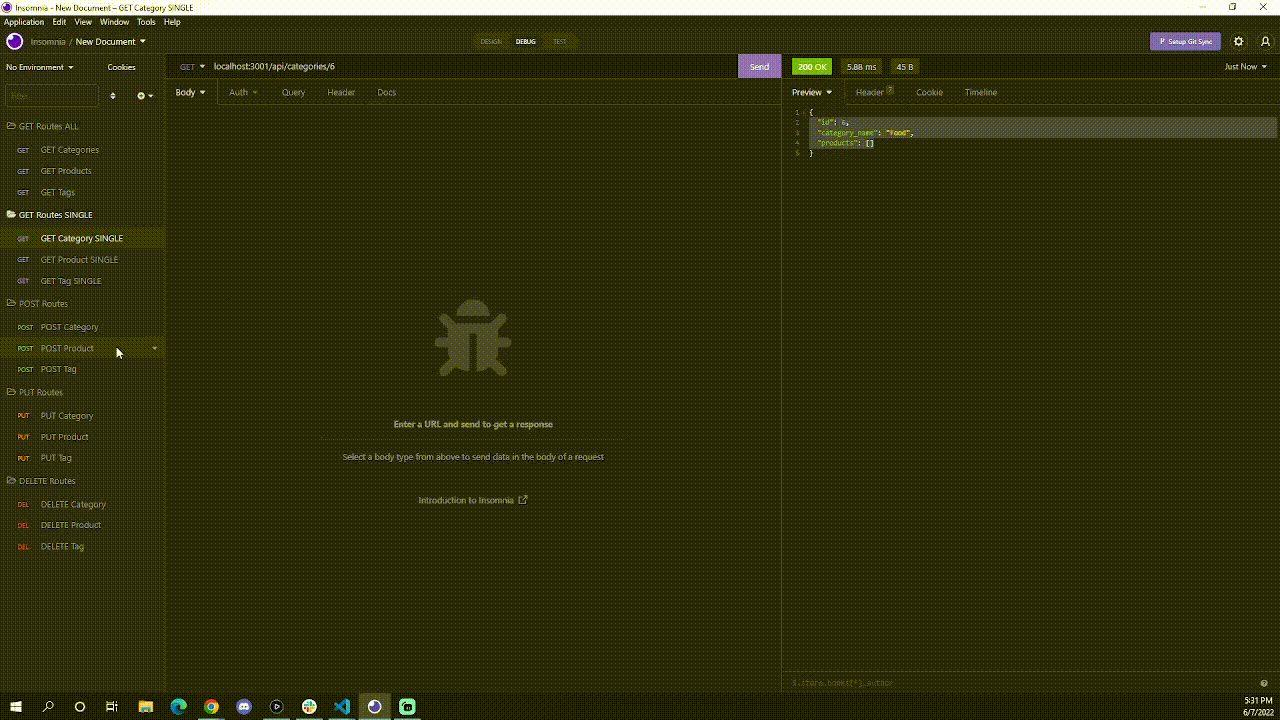 Insomnia - New Document – GET Category SINGLE
Application Edit View Window Tools Help
Insomnia / New Document
DESIGN DEBUG TEST
Setup Git Sync
No Environment Cookies
GET localhost:3001/api/categories/6 Send
200 OK 5.88 ms 45 B Just Now
Filter
Body Auth Query Header Docs
Preview Header 7 Cookie Timeline
1 {
2 "id": 6,
3 "category_name": "Food",
4 "products": []
5 }
GET Routes ALL
GET GET Categories
GET GET Products
GET GET Tags
GET Routes SINGLE
GET GET Category SINGLE
GET GET Product SINGLE
GET GET Tag SINGLE
POST Routes
POST POST Category
POST POST Product
POST POST Tag
PUT Routes
PUT PUT Category
PUT PUT Product
PUT PUT Tag
DELETE Routes
DEL DELETE Category
DEL DELETE Product
DEL DELETE Tag
Enter a URL and send to get a response
Select a body type from above to send data in the body of a request
Introduction to Insomnia
$.store.books[*].author
5:31 PM
6/7/2022